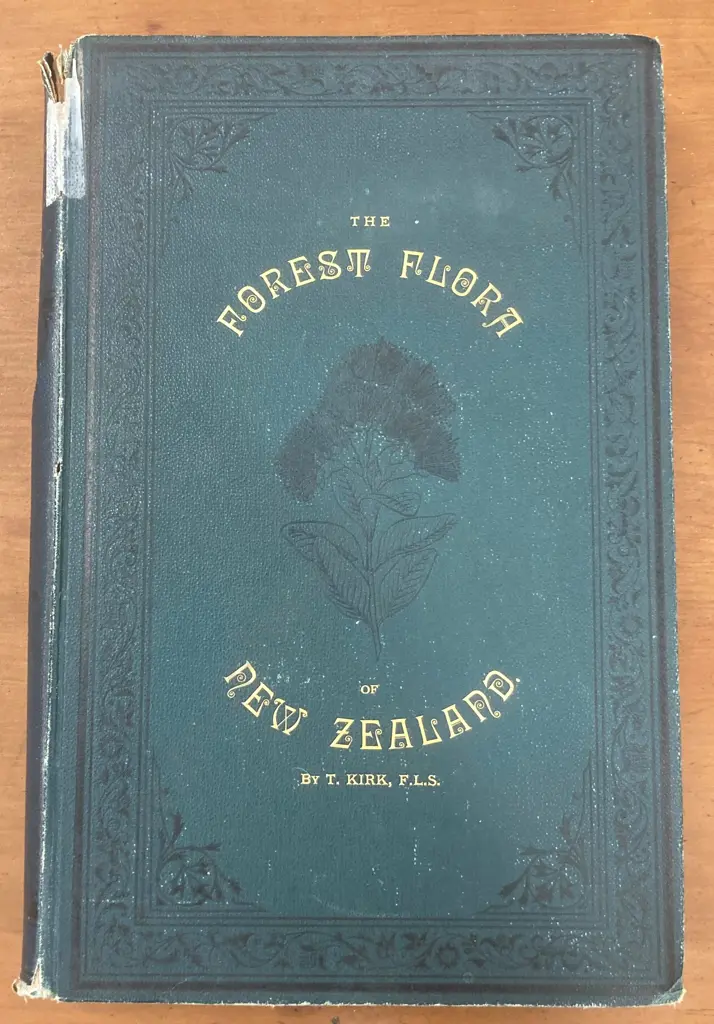 THE
FOREST FLORA
OF
NEW ZEALAND.
BY T. KIRK, F.L.S.